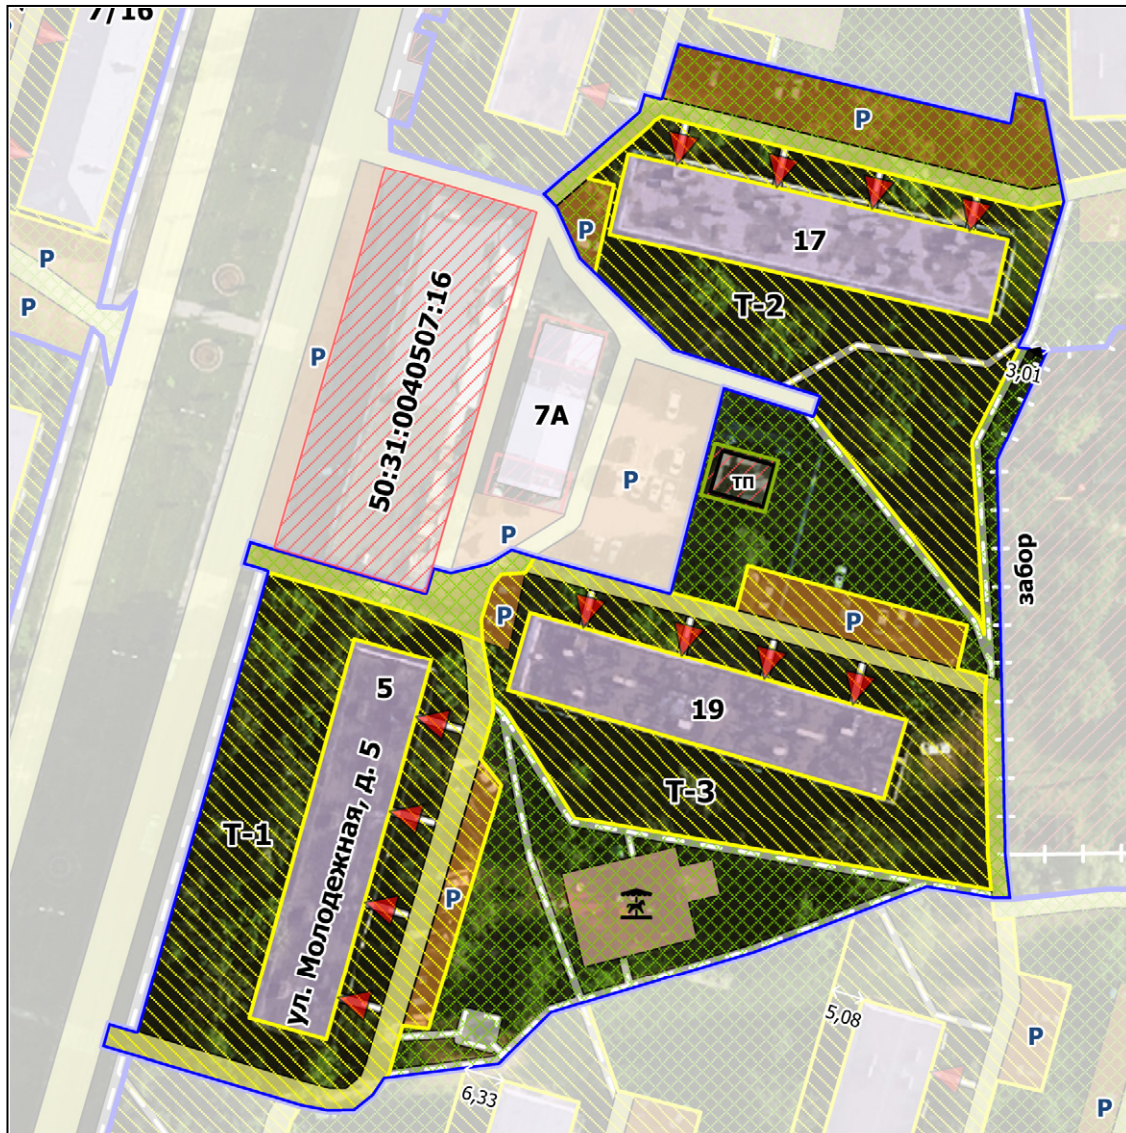 7/16
Р
17
Р
Т-2
Р
Р
Р
3,01
50:31:0040507:16
7А
Р
тп
Р
забор
Р
Р
5
19
ул. Молодежная, д. 5
Т-3
Т-1
Р
5,08
Р
6,33
Р